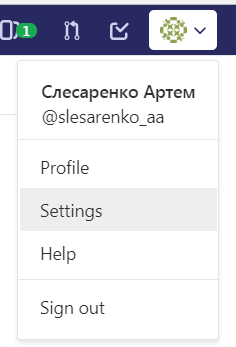 1
Слесаренко Артем
@slesarenko_aa
Profile
Settings
Help
Sign out